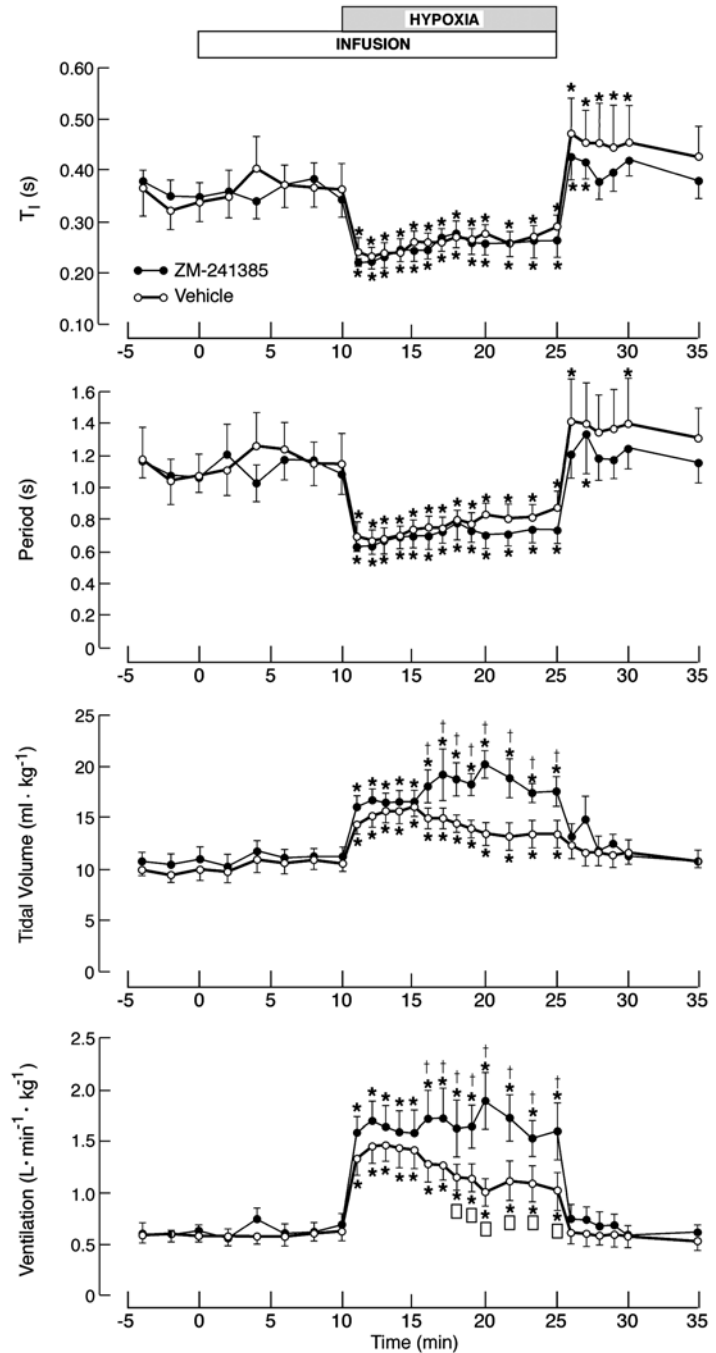 HYPOXIA
INFUSION
0.60
0.50
0.40
0.30
0.20
0.10
T_I (s)
* * * * *
* *
* * * * * * * * * * * * *
* * * * * * * * * * * * *
ZM-241385
Vehicle
-5 0 5 10 15 20 25 30 35
1.6
1.4
1.2
1.0
0.8
0.6
0.4
0.2
0
Period (s)
* *
*
* * * * * * * * * * * * *
* * * * * * * * * * * * *
-5 0 5 10 15 20 25 30 35
25
20
15
10
5
0
Tidal Volume (ml · kg⁻¹)
† † † † † † † †
* * * * * * * * * * * * *
* * * * * * * * * * * * *
-5 0 5 10 15 20 25 30 35
2.5
2.0
1.5
1.0
0.5
0
Ventilation (L· min⁻¹ · kg⁻¹)
† † † † † † † †
* * * * * * * * * * * * *
* * * * * * * * * * * * *
□ □ □ □ □ □
-5 0 5 10 15 20 25 30 35
Time (min)